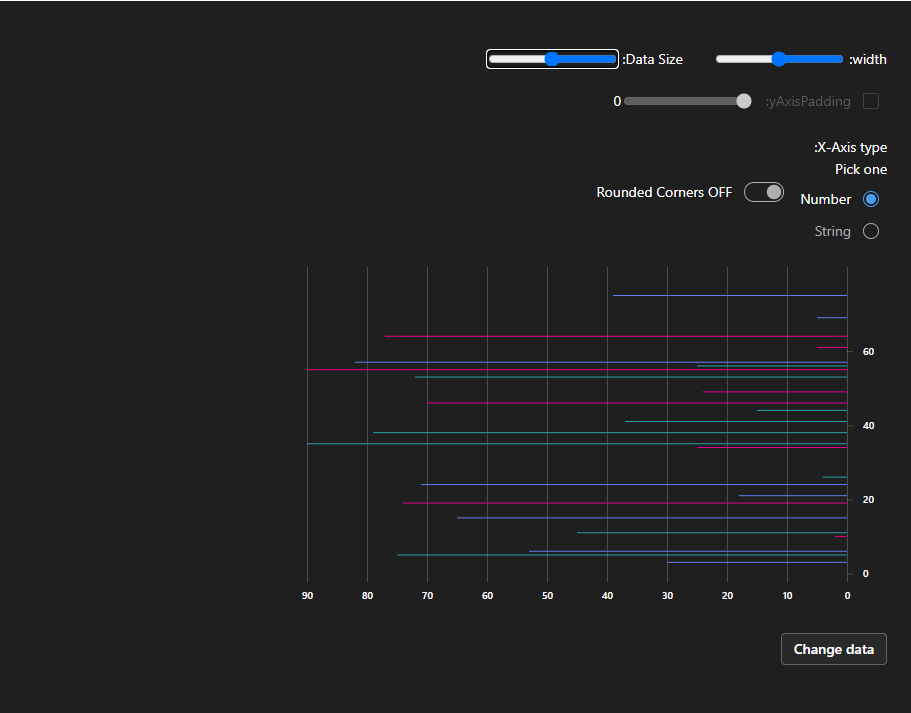 :Data Size
:width
0
:yAxisPadding
:X-Axis type
Pick one
Rounded Corners OFF
Number
String
60
40
20
0
90 80 70 60 50 40 30 20 10 0
Change data